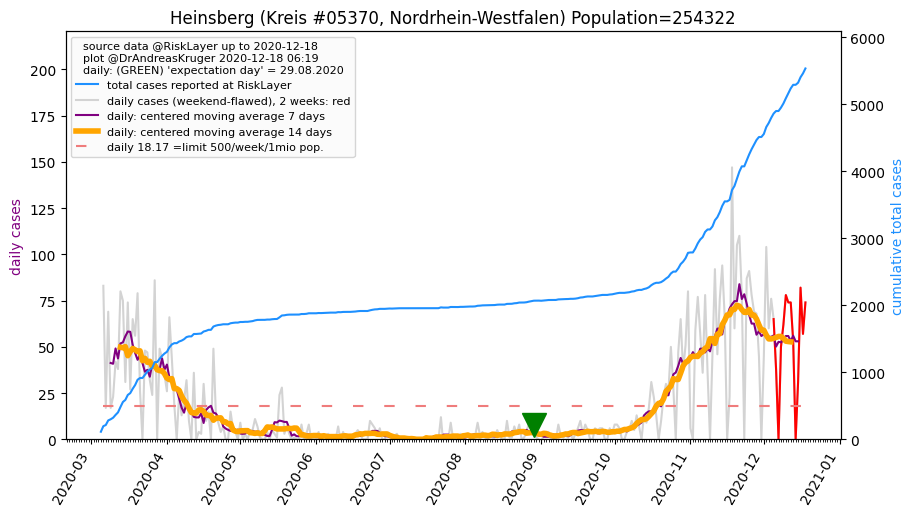 Heinsberg (Kreis #05370, Nordrhein-Westfalen) Population=254322
source data @RiskLayer up to 2020-12-18
plot @DrAndreasKruger 2020-12-18 06:19
daily: (GREEN) 'expectation day' = 29.08.2020
total cases reported at RiskLayer
daily cases (weekend-flawed), 2 weeks: red
daily: centered moving average 7 days
daily: centered moving average 14 days
daily 18.17 =limit 500/week/1mio pop.
daily cases
200
175
150
125
100
75
50
25
0
6000
5000
4000
3000
2000
1000
0
cumulative total cases
2020-03
2020-04
2020-05
2020-06
2020-07
2020-08
2020-09
2020-10
2020-11
2020-12
2021-01